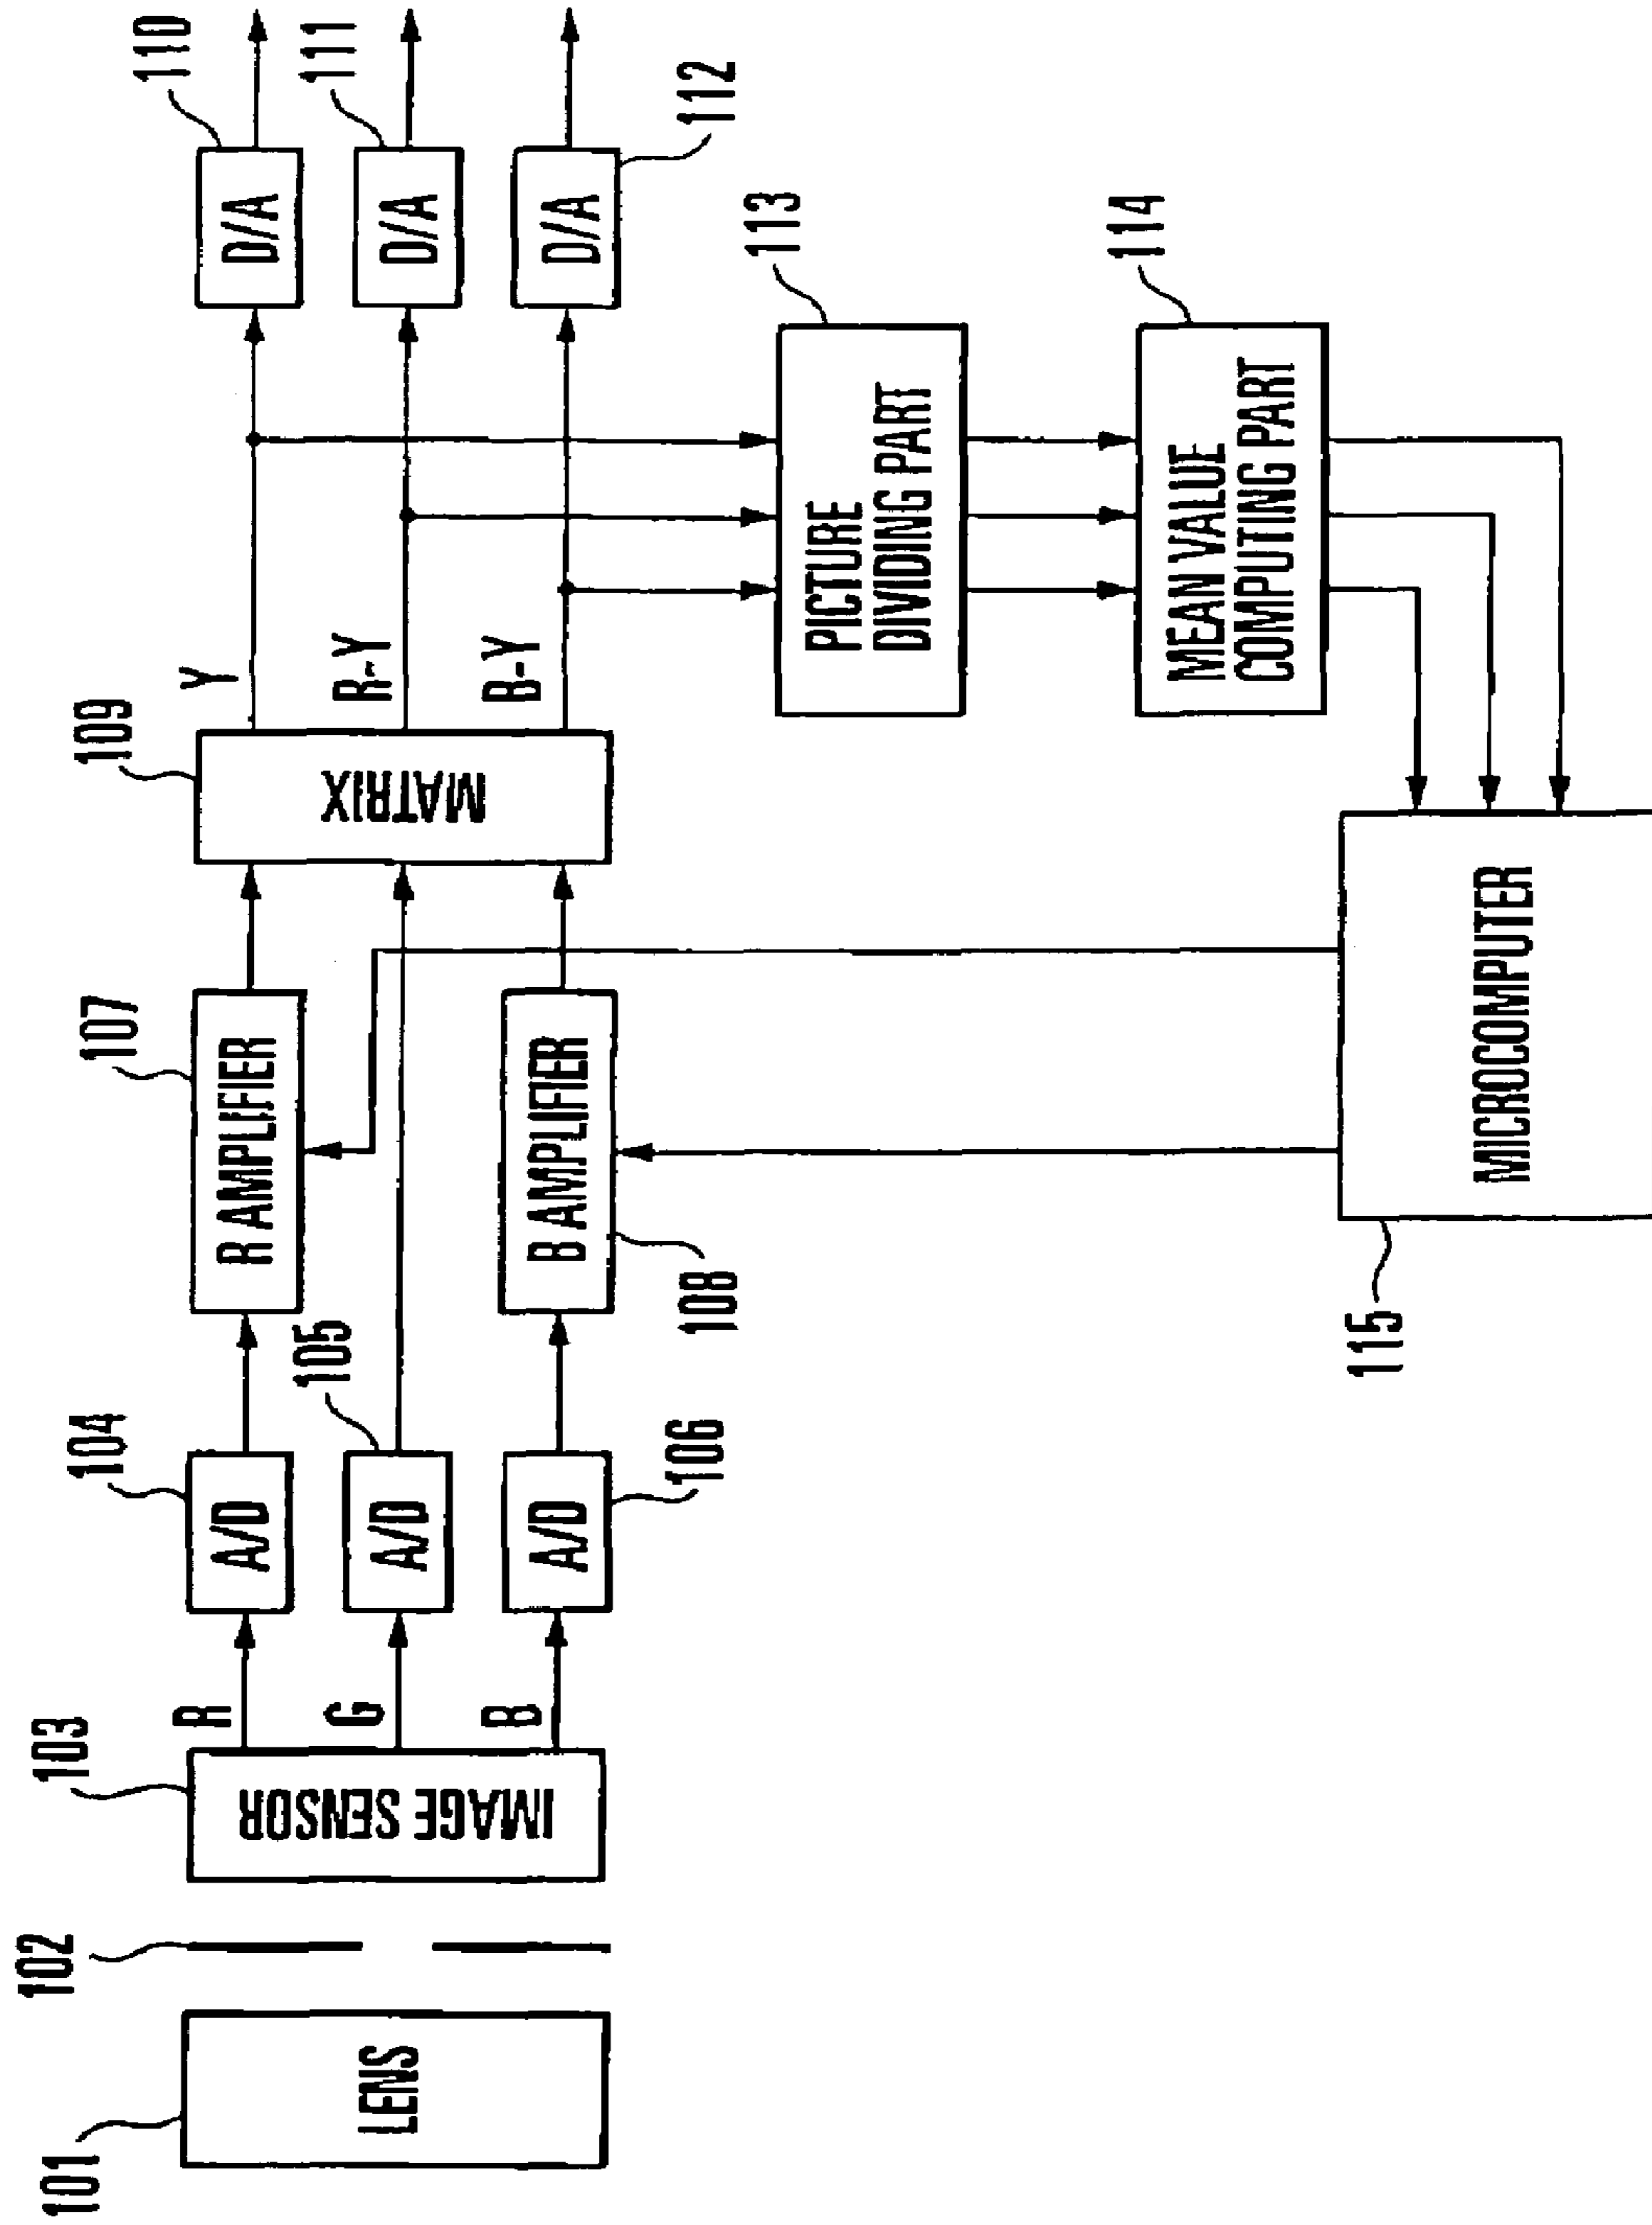 101
LENS
102
103
IMAGE SENSOR
R
G
B
104
A/D
105
A/D
106
A/D
107
R AMPLIFIER
108
B AMPLIFIER
109
MATRIX
Y
R-Y
B-Y
110
D/A
111
D/A
112
D/A
113
PICTURE
DIVIDING PART
114
MEAN VALUE
COMPUTING PART
115
MICROCOMPUTER